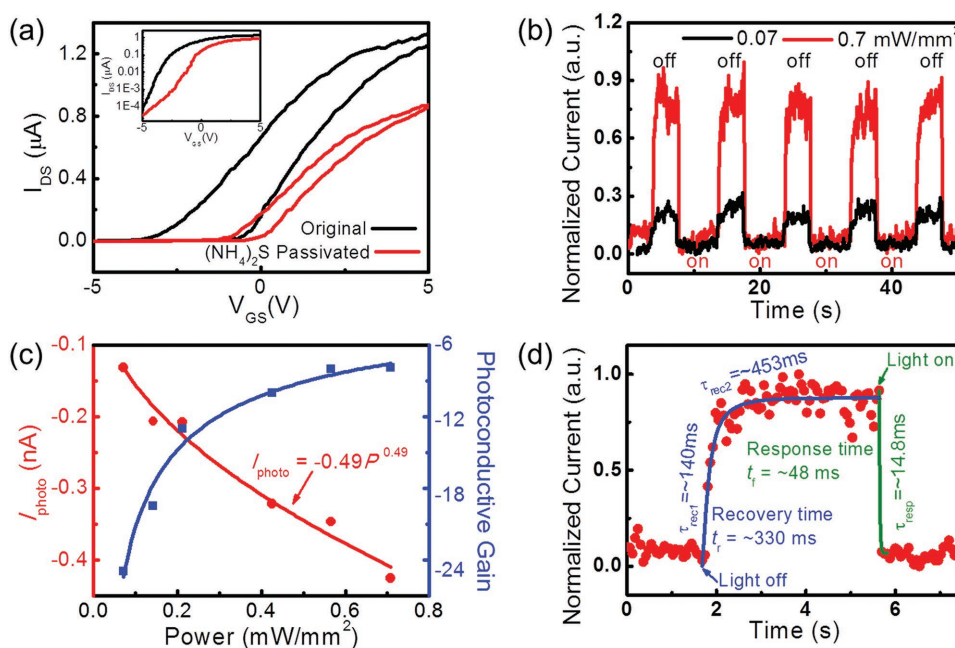 (a)
1.2
0.8
0.4
0.0
I_DS (μA)
-5
0
5
V_GS(V)
1
0.1
0.01
1E-3
1E-4
I_DS (μA)
-5
0
5
V_GS(V)
Original
(NH₄)₂S Passivated
(b)
0.07
0.7 mW/mm²
off off off off off
on on on on
0.9
0.6
0.3
0.0
Normalized Current (a.u.)
0 20 40
Time (s)
(c)
-0.1
-0.2
-0.3
-0.4
I_photo (nA)
I_photo = -0.49P^0.49
-6
-12
-18
-24
Photoconductive Gain
0.0 0.2 0.4 0.6 0.8
Power (mW/mm²)
(d)
1.0
0.5
0.0
Normalized Current (a.u.)
τ_rec2=~453ms
Light on
τ_rec1=~140ms
Response time
t_f = ~48 ms
τ_resp=~14.8ms
Recovery time
t_r = ~330 ms
Light off
0 2 4 6
Time (s)